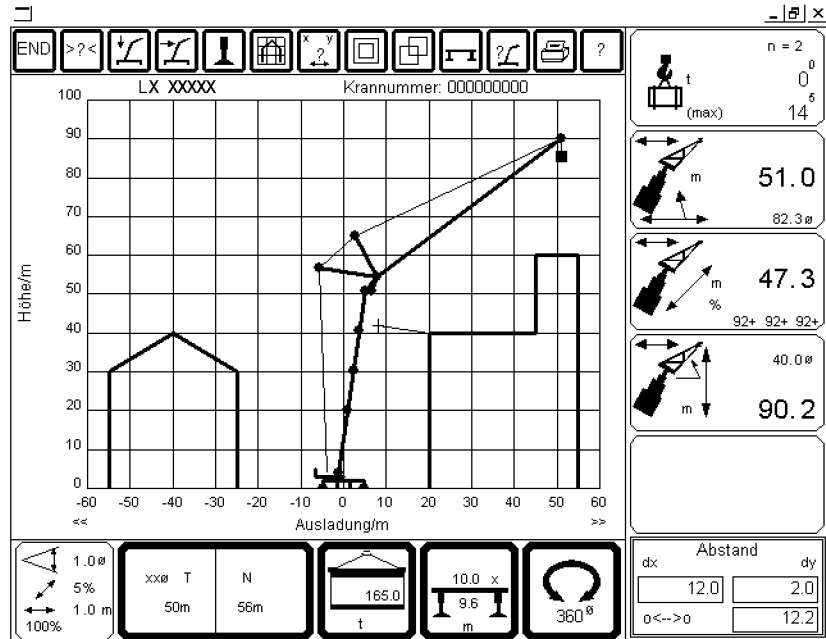 END >?< x y ? ? ?
LX XXXXX Krannummer: 000000000
100
90
80
70
60
50
40
30
20
10
0
Höhe/m
-60 -50 -40 -30 -20 -10 0 10 20 30 40 50 60
<< Ausladung/m >>
n = 2
t 0 0
(max) 14 5
m 51.0
82.3ø
m 47.3
%
92+ 92+ 92+
40.0ø
m 90.2
Abstand
dx dy
12.0 2.0
o<-->o 12.2
1.0ø
5%
1.0 m
100%
xxø T N
50m 56m
165.0
t
10.0 x
9.6
m
360ø